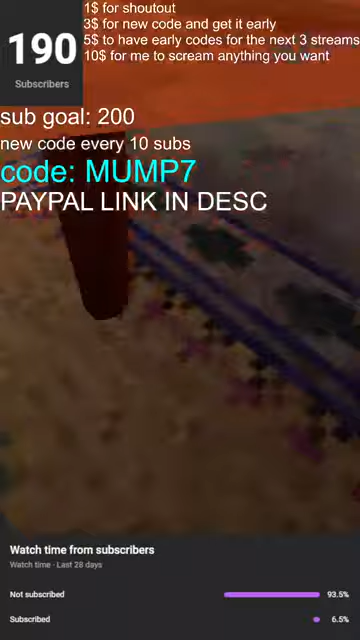 1$ for shoutout
3$ for new code and get it early
5$ to have early codes for the next 3 streams
10$ for me to scream anything you want
190
Subscribers
sub goal: 200
new code every 10 subs
code: MUMP7
PAYPAL LINK IN DESC
Watch time from subscribers
Watch time · Last 28 days
Not subscribed 93.5%
Subscribed 6.5%